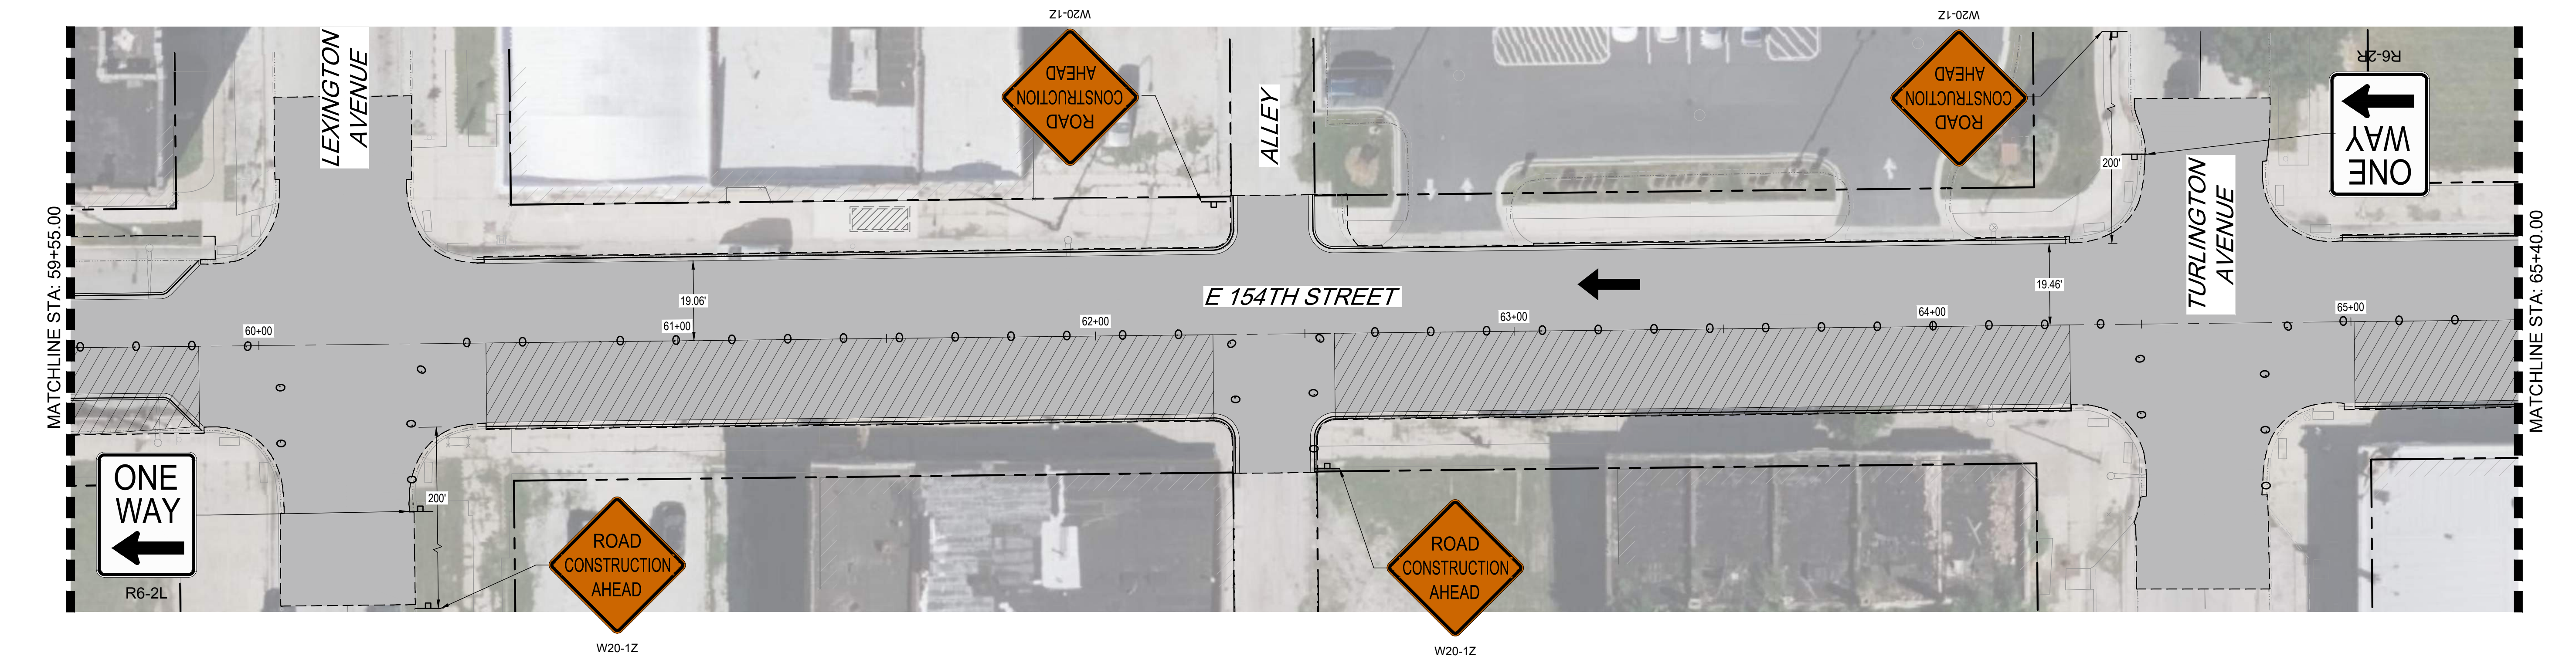 W20-1Z
W20-1Z
LEXINGTON
AVENUE
ROAD
CONSTRUCTION
AHEAD
ALLEY
ROAD
CONSTRUCTION
AHEAD
R6-2R
ONE
WAY
200'
TURLINGTON
AVENUE
MATCHLINE STA: 59+55.00
MATCHLINE STA: 65+40.00
E 154TH STREET
19.06'
19.46'
60+00
61+00
62+00
63+00
64+00
65+00
ONE
WAY
R6-2L
200'
ROAD
CONSTRUCTION
AHEAD
W20-1Z
ROAD
CONSTRUCTION
AHEAD
W20-1Z